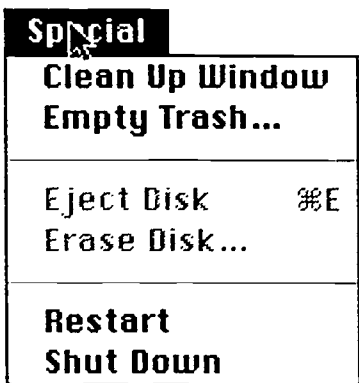 Special
Clean Up Window
Empty Trash...
Eject Disk ⌘E
Erase Disk...
Restart
Shut Down